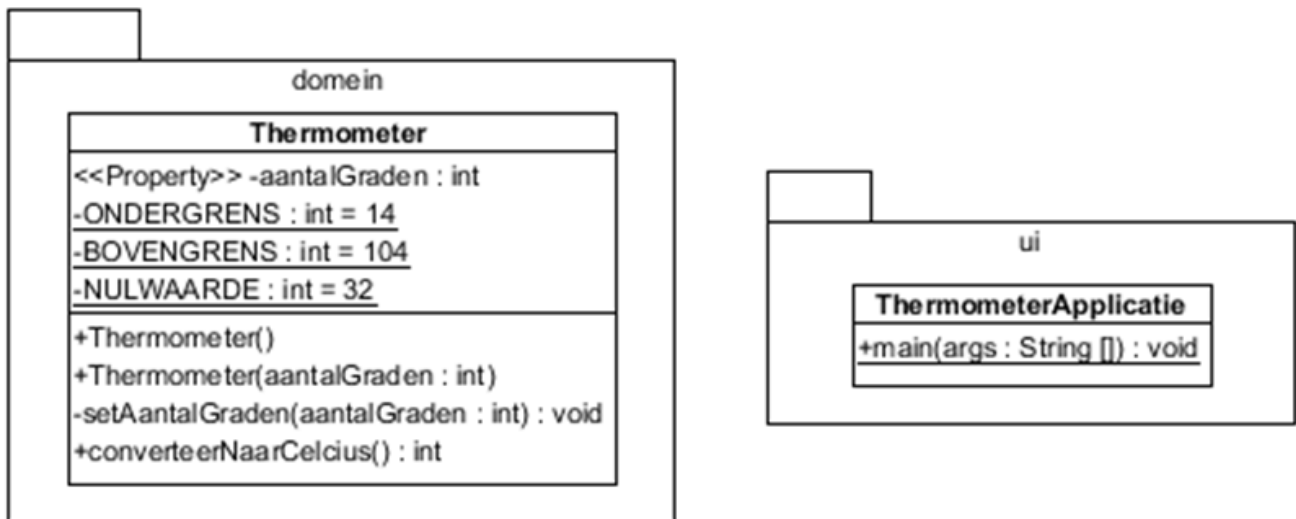 domein
Thermometer
<<Property>> -aantalGraden : int
-ONDERGRENS : int = 14
-BOVENGRENS : int = 104
-NULWAARDE : int = 32
+Thermometer()
+Thermometer(aantalGraden : int)
-setAantalGraden(aantalGraden : int) : void
+converteerNaarCelcius() : int
ui
ThermometerApplicatie
+main(args : String []) : void